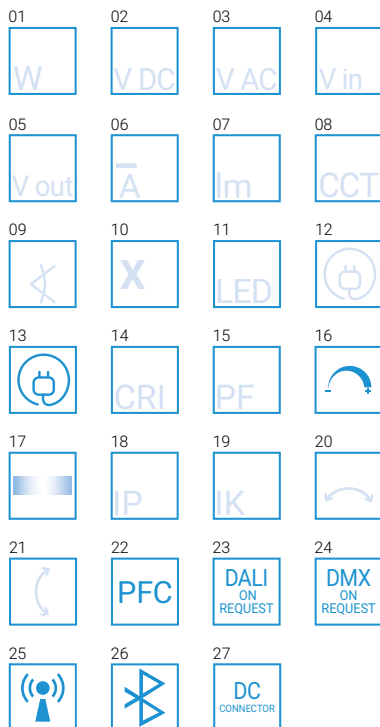 01 02 03 04
W V DC V AC V in
05 06 07 08
V out A lm CCT
09 10 11 12
X LED
13 14 15 16
CRI PF - +
17 18 19 20
IP IK
21 22 23 24
PFC DALI DMX
ON ON
REQUEST REQUEST
25 26 27
DC
CONNECTOR